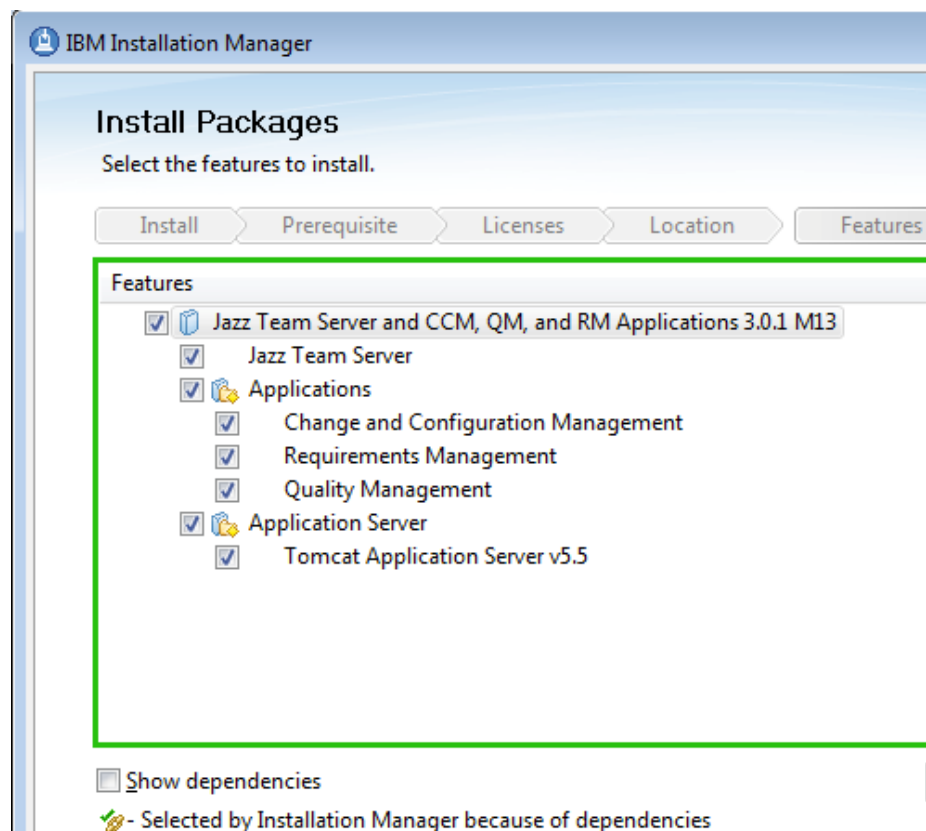 IBM Installation Manager
Install Packages
Select the features to install.
Install Prerequisite Licenses Location Features
Features
Jazz Team Server and CCM, QM, and RM Applications 3.0.1 M13
Jazz Team Server
Applications
Change and Configuration Management
Requirements Management
Quality Management
Application Server
Tomcat Application Server v5.5
Show dependencies
- Selected by Installation Manager because of dependencies